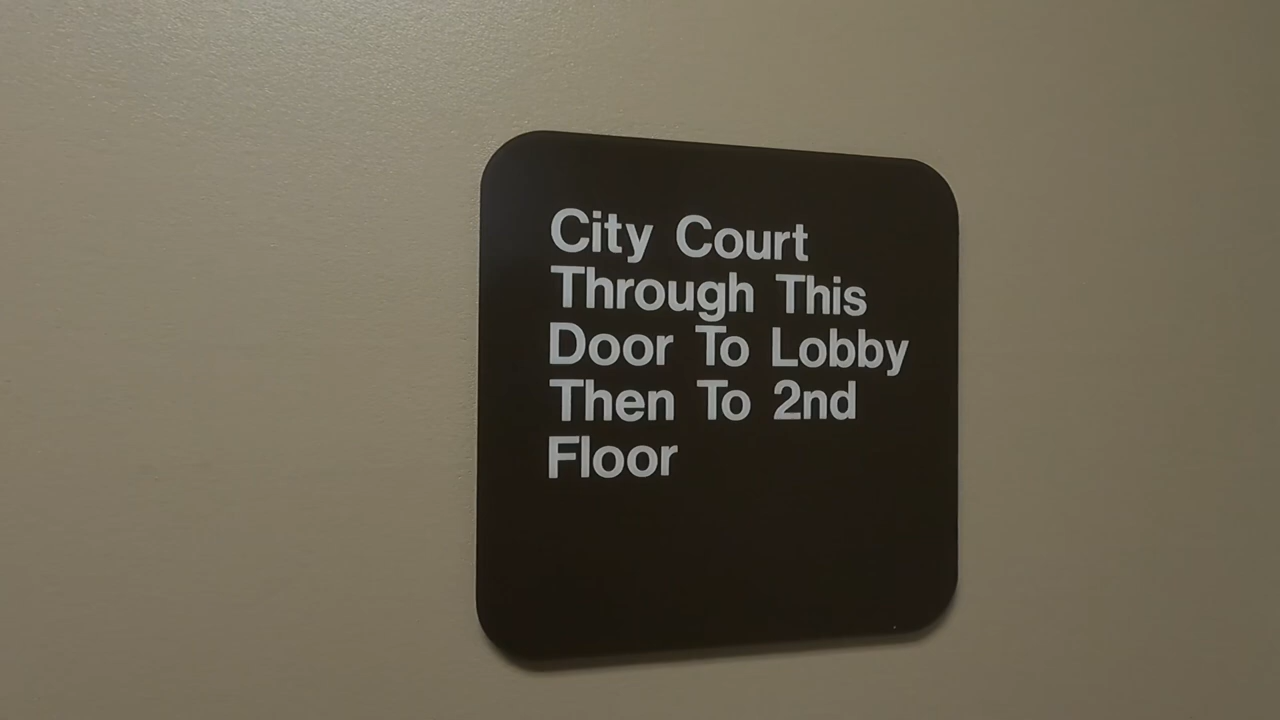 City Court
Through This
Door To Lobby
Then To 2nd
Floor